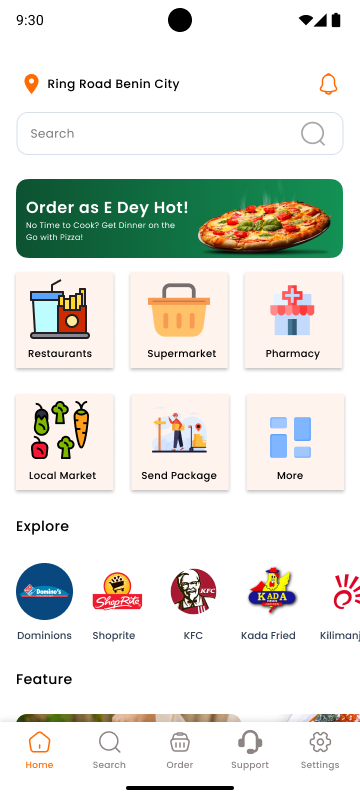 9:30
Ring Road Benin City
Search
Order as E Dey Hot!
No Time to Cook? Get Dinner on the
Go with Pizza!
Restaurants
Supermarket
Pharmacy
Local Market
Send Package
More
Explore
Domino's
ShopRite
KFC
KADA
Dominions
Shoprite
KFC
Kada Fried
Kilimanj
Feature
Home
Search
Order
Support
Settings